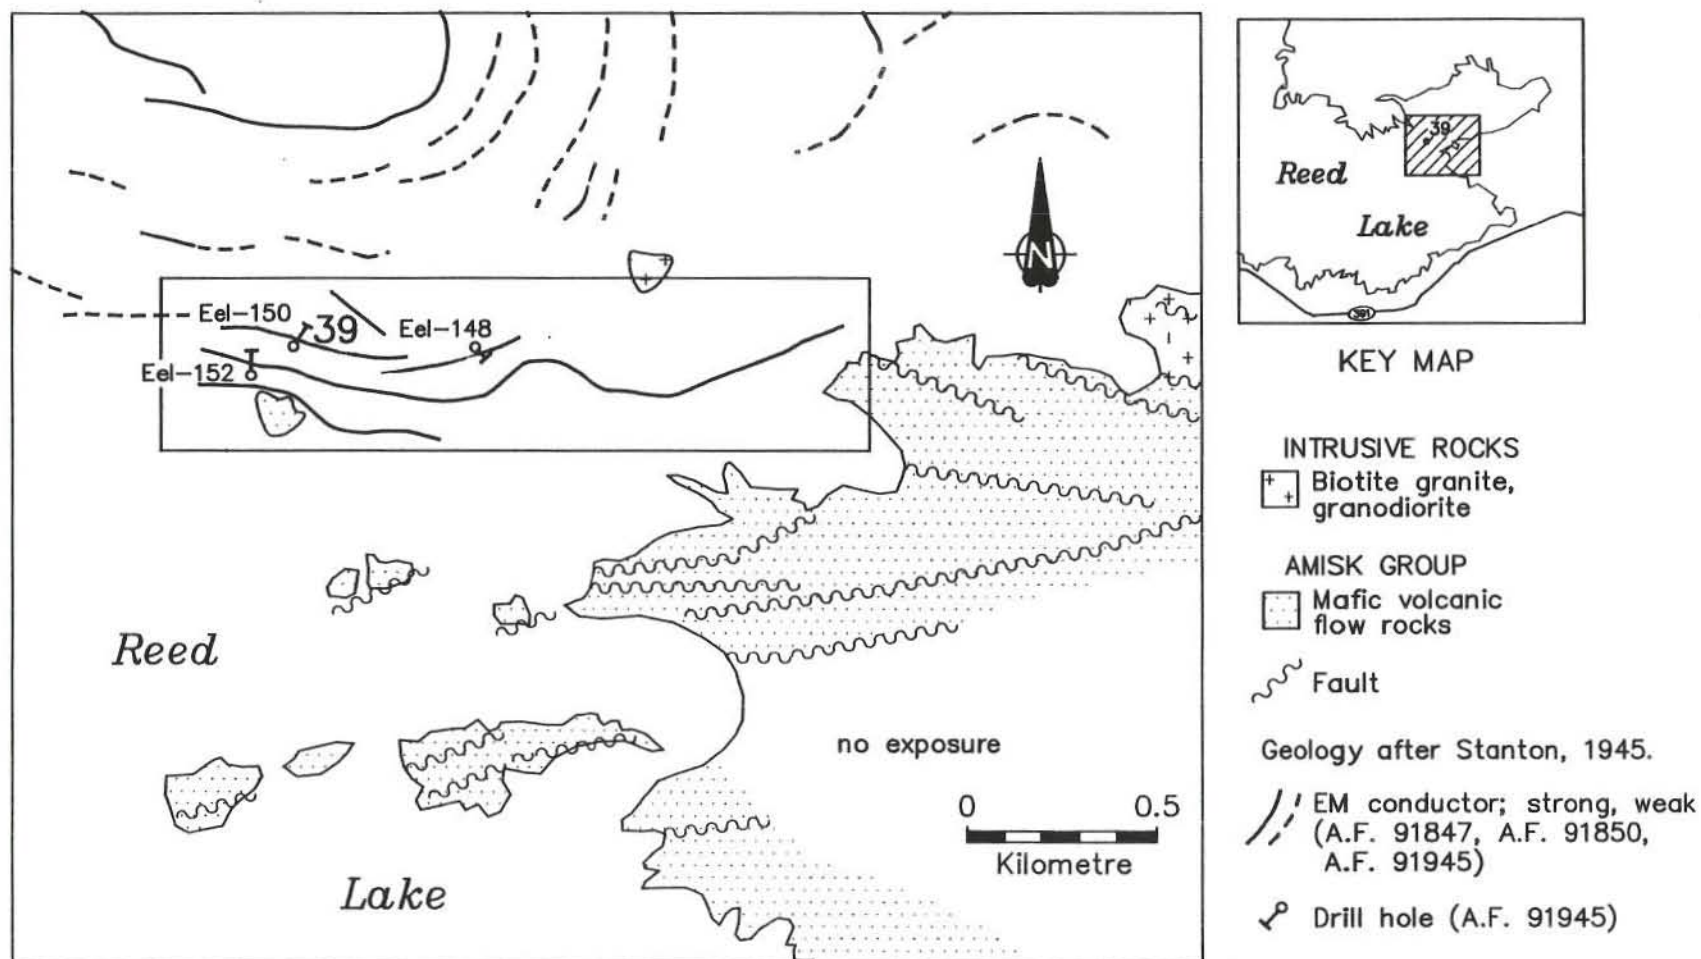 Eel-150
39
Eel-148
Eel-152
N
Reed
Lake
no exposure
0 0.5
Kilometre
39
Reed
Lake
391
KEY MAP
INTRUSIVE ROCKS
Biotite granite,
granodiorite
AMISK GROUP
Mafic volcanic
flow rocks
Fault
Geology after Stanton, 1945.
EM conductor; strong, weak
(A.F. 91847, A.F. 91850,
A.F. 91945)
Drill hole (A.F. 91945)